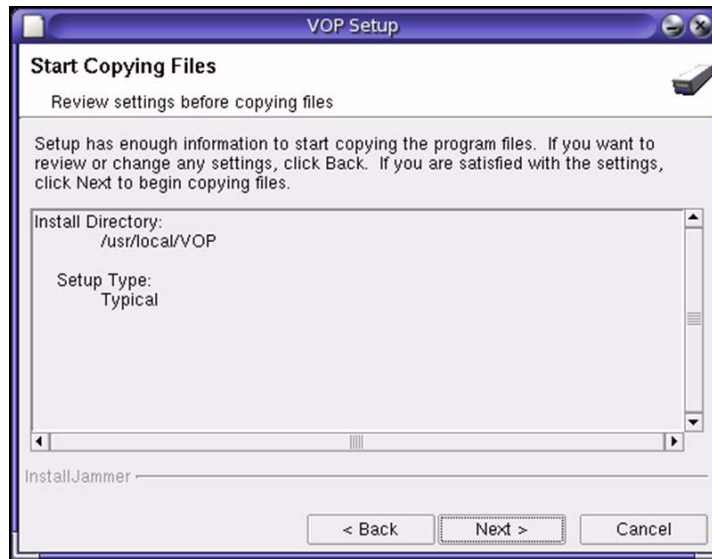 VOP Setup
Start Copying Files
Review settings before copying files
Setup has enough information to start copying the program files. If you want to
review or change any settings, click Back. If you are satisfied with the settings,
click Next to begin copying files.
Install Directory:
/usr/local/VOP
Setup Type:
Typical
InstallJammer
< Back
Next >
Cancel